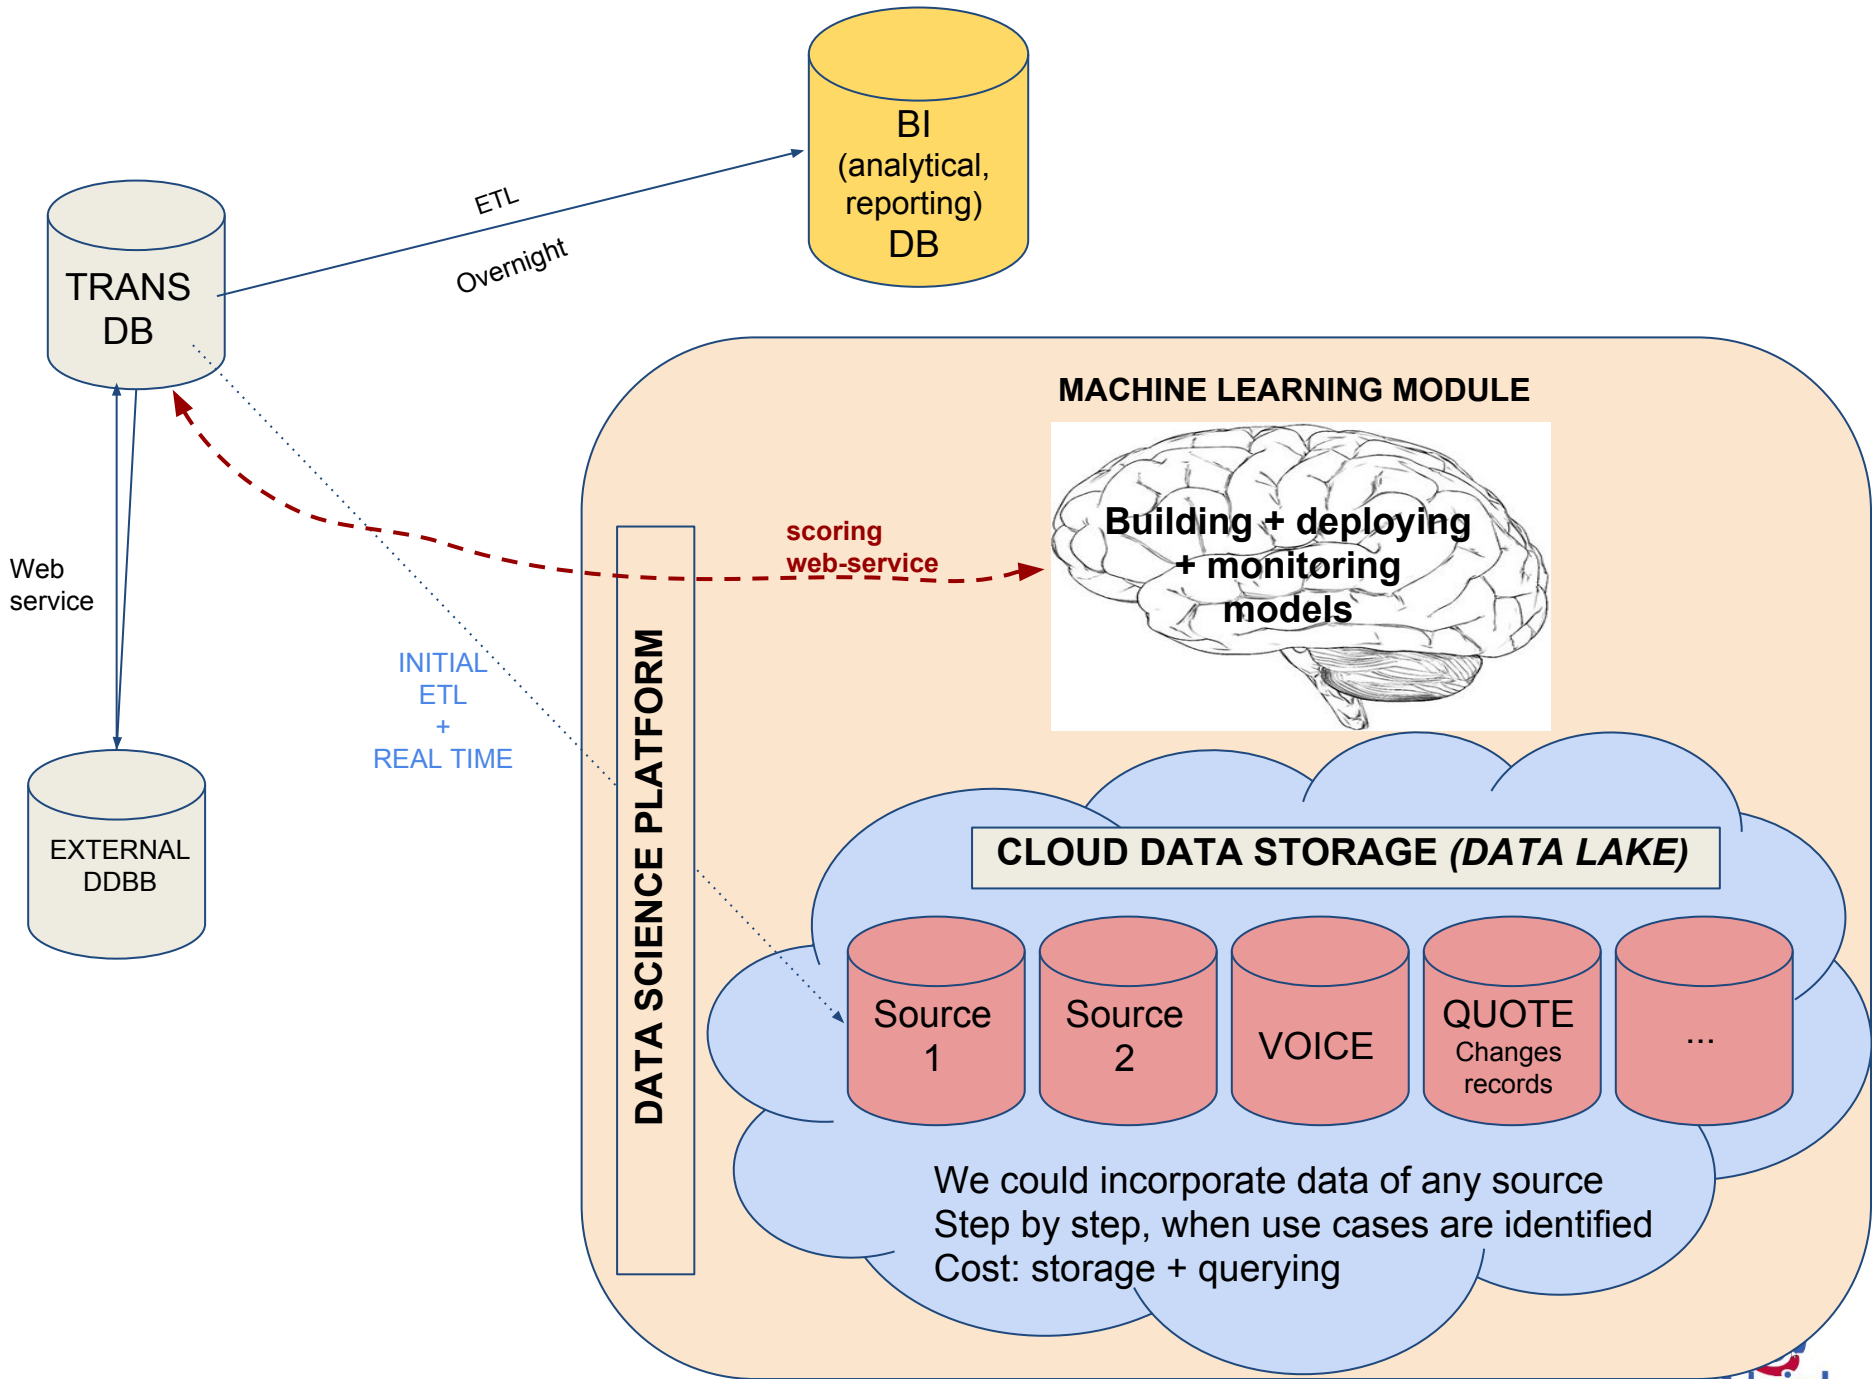 BI
(analytical,
reporting)
DB
ETL
Overnight
TRANS
DB
MACHINE LEARNING MODULE
Building + deploying
+ monitoring
models
scoring
web-service
Web
service
INITIAL
ETL
+
REAL TIME
DATA SCIENCE PLATFORM
EXTERNAL
DDBB
CLOUD DATA STORAGE (DATA LAKE)
Source
1
Source
2
VOICE
QUOTE
Changes
records
...
We could incorporate data of any source
Step by step, when use cases are identified
Cost: storage + querying